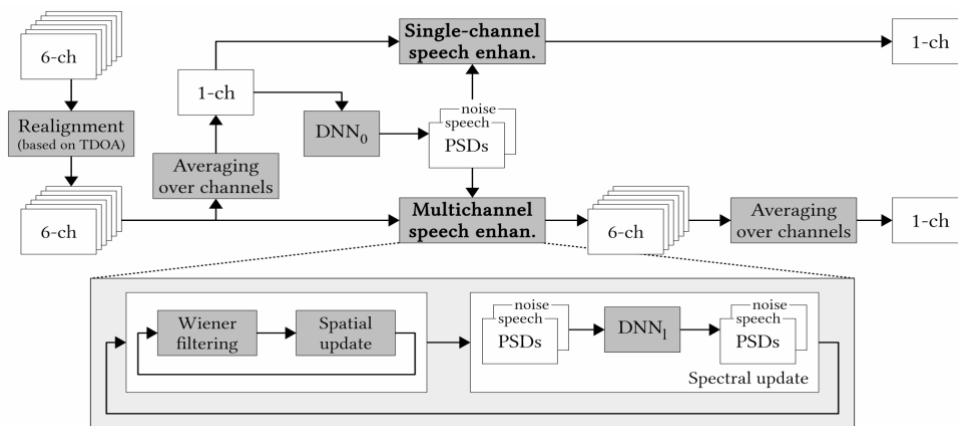 6-ch
Realignment
(based on TDOA)
6-ch
Averaging
over channels
1-ch
DNN0
noise
speech
PSDs
Single-channel
speech enhan.
1-ch
Multichannel
speech enhan.
6-ch
Averaging
over channels
1-ch
Wiener
filtering
Spatial
update
noise
speech
PSDs
DNNl
noise
speech
PSDs
Spectral update